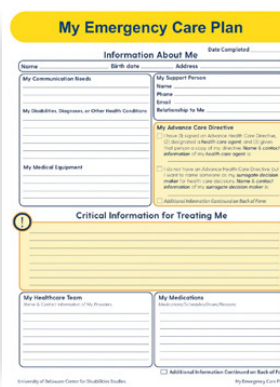 My Emergency Care Plan
Date Completed
Information About Me
Name Birth date Address
My Communication Needs
My Support Person
Name
Phone
Email
Relationship to Me
My Disabilities, Diagnoses, or Other Health Conditions
My Advance Care Directive
I have (1) signed an Advance Health Care Directive,
(2) designated a health care agent, and (3) given
that person a copy of my directive. Name & contact
information of my health care agent is:
My Medical Equipment
I do not have an Advance Health Care Directive but
I want to name someone as my surrogate decision
maker for health care decisions. Name & contact
information of my surrogate decision maker is:
Additional Information Continued on Back of Form
! Critical Information for Treating Me
My Healthcare Team
Name & Contact Information of My Providers
My Medications
Medications/Schedules/Doses/Reasons
Additional Information Continued on Back of
University of Delaware Center for Disabilities Studies
My Emergency Care